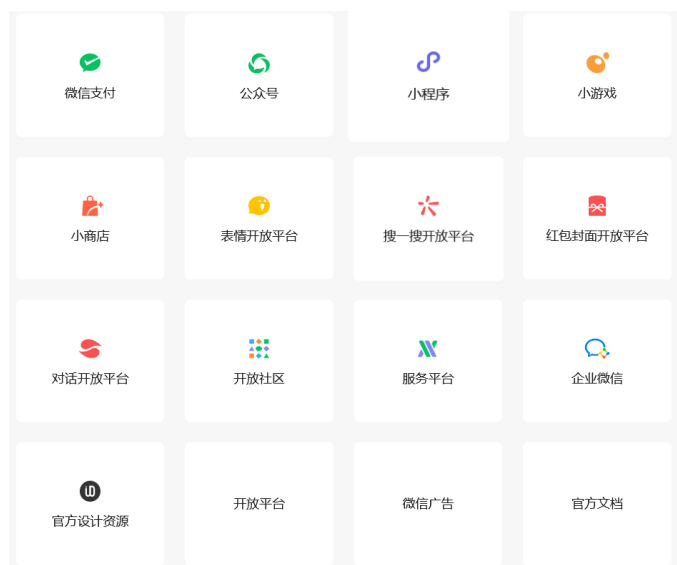 微信支付
公众号
小程序
小游戏
小商店
表情开放平台
搜一搜开放平台
红包封面开放平台
对话开放平台
开放社区
服务平台
企业微信
官方设计资源
开放平台
微信广告
官方文档